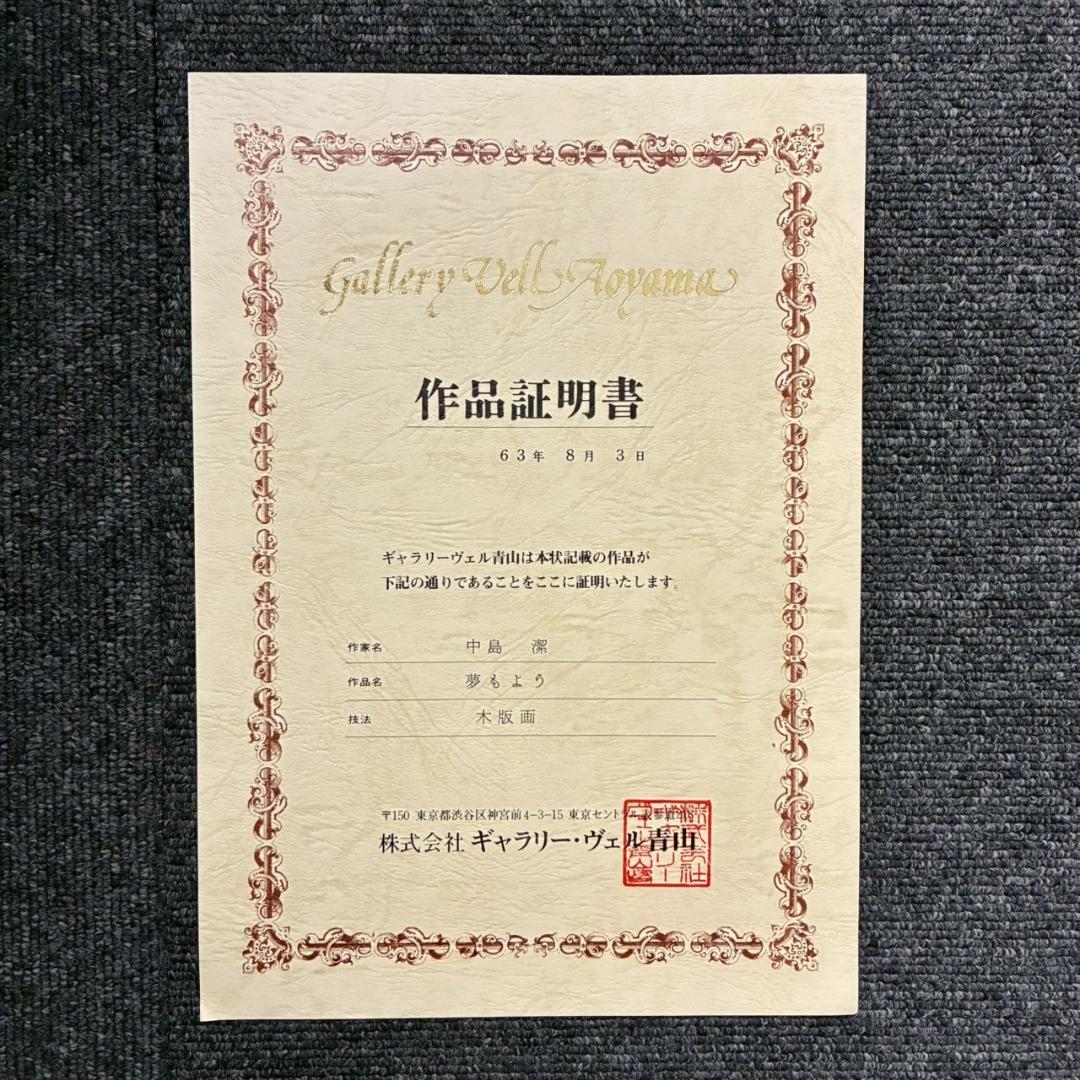 Gallery Vell Aoyama
作品証明書
63年 8月 3日
ギャラリーヴェル青山は本状記載の作品が
下記の通りであることをここに証明いたします。
作家名 中島 潔
作品名 夢もよう
技法 木版画
〒150 東京都渋谷区神宮前4-3-15 東京セントラル表参道
株式会社 ギャラリー・ヴェル青山